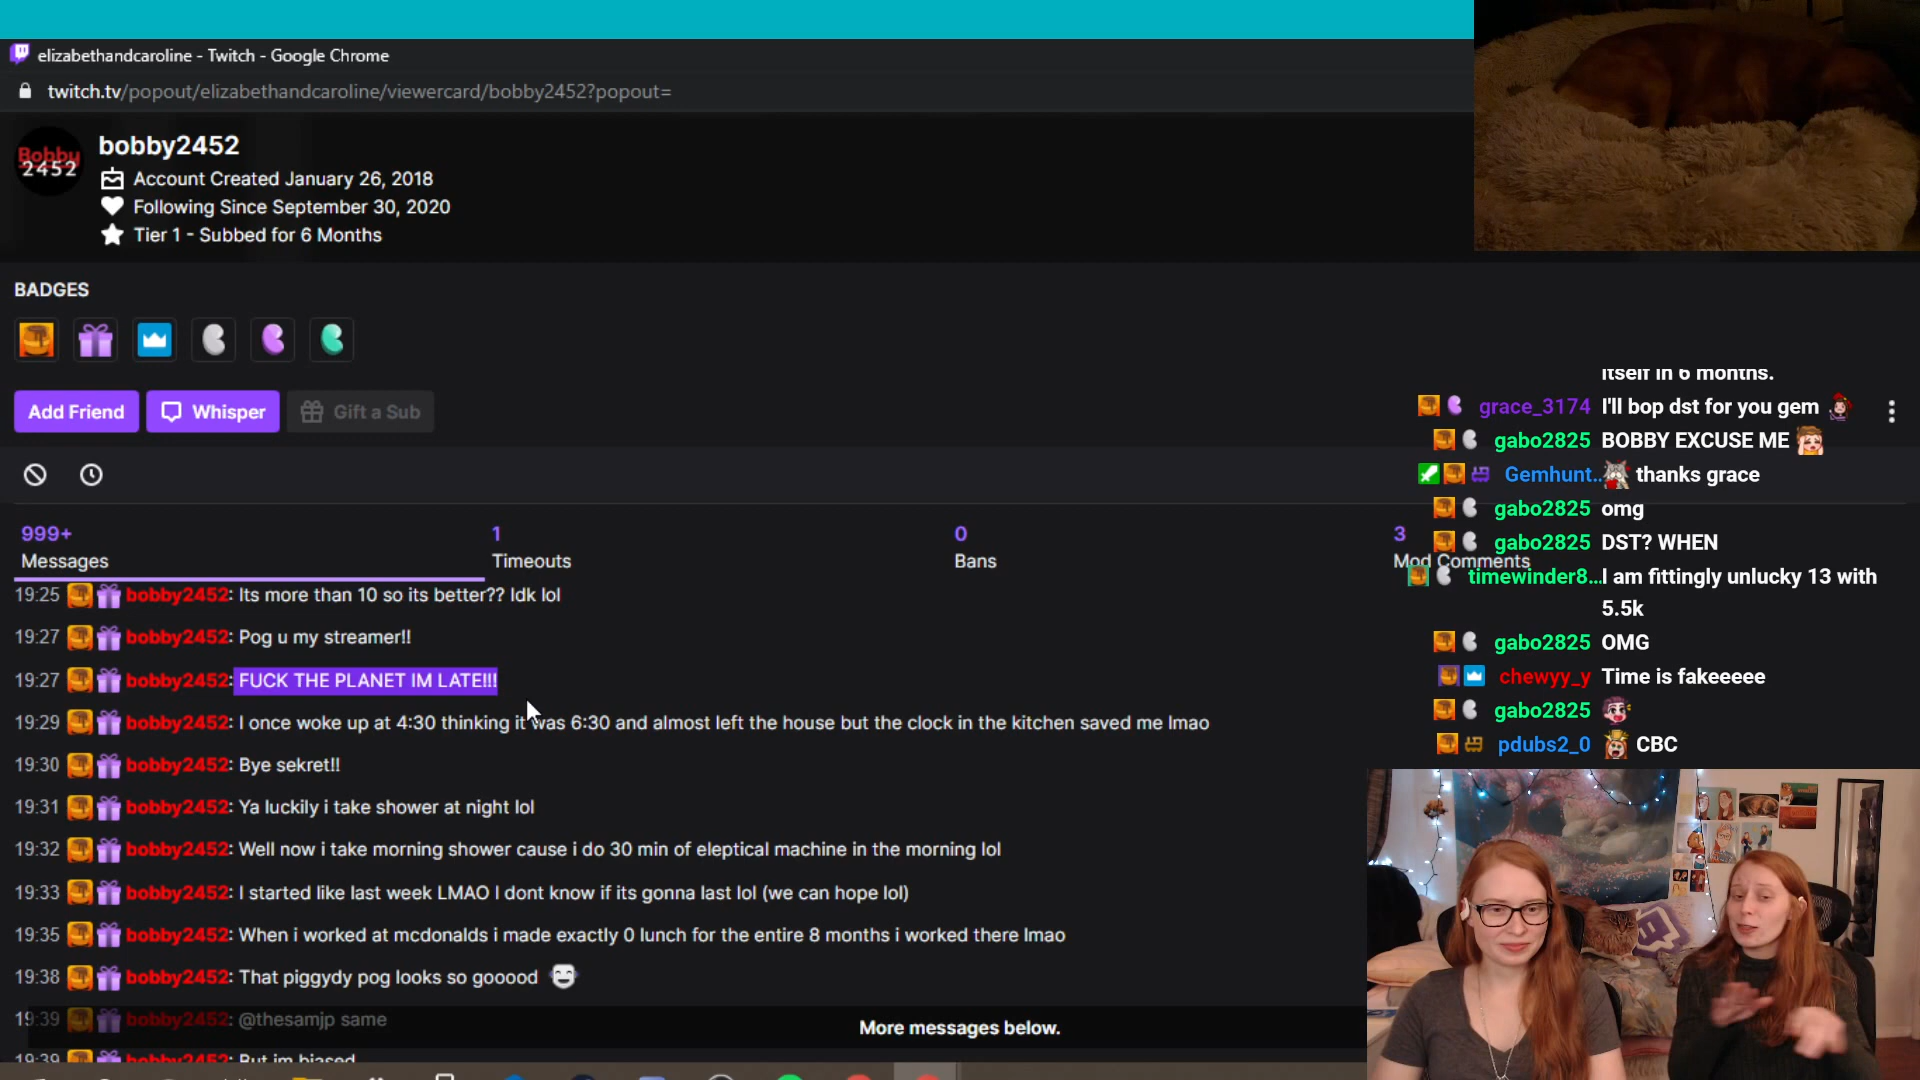 elizabethandcaroline - Twitch - Google Chrome
twitch.tv/popout/elizabethandcaroline/viewercard/bobby2452?popout=
Bobby
2452
bobby2452
Account Created January 26, 2018
Following Since September 30, 2020
Tier 1 - Subbed for 6 Months
BADGES
Add Friend
Whisper
Gift a Sub
999+
Messages
1
Timeouts
0
Bans
3
Mod Comments
19:25 bobby2452: Its more than 10 so its better?? Idk lol
19:27 bobby2452: Pog u my streamer!!
19:27 bobby2452: FUCK THE PLANET IM LATE!!!
19:29 bobby2452: I once woke up at 4:30 thinking it was 6:30 and almost left the house but the clock in the kitchen saved me lmao
19:30 bobby2452: Bye sekret!!
19:31 bobby2452: Ya luckily i take shower at night lol
19:32 bobby2452: Well now i take morning shower cause i do 30 min of eleptical machine in the morning lol
19:33 bobby2452: I started like last week LMAO I dont know if its gonna last lol (we can hope lol)
19:35 bobby2452: When i worked at mcdonalds i made exactly 0 lunch for the entire 8 months i worked there lmao
19:38 bobby2452: That piggydy pog looks so gooood
19:39 bobby2452: @thesamjp same
More messages below.
19:39 bobby2452: But im biased
itself in 6 months.
grace_3174 I'll bop dst for you gem
gabo2825 BOBBY EXCUSE ME
Gemhunt... thanks grace
gabo2825 omg
gabo2825 DST? WHEN
timewinder8... I am fittingly unlucky 13 with
5.5k
gabo2825 OMG
chewyy_y Time is fakeeeee
gabo2825
pdubs2_0 CBC